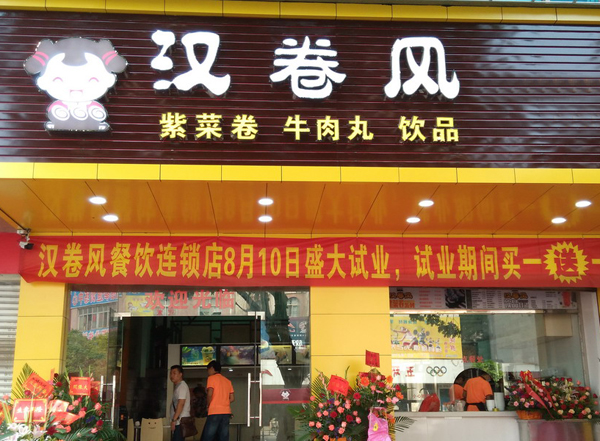 汉卷风
紫菜卷 牛肉丸 饮品
汉卷风餐饮连锁店8月10日盛大试业，试业期间买一送一
欢迎光临